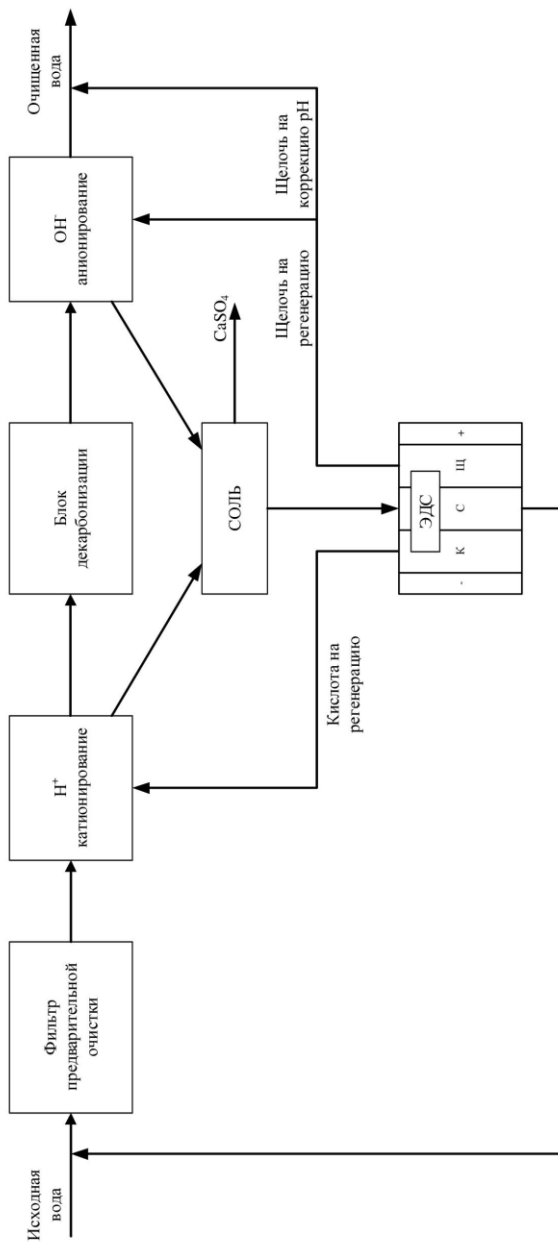 Исходная
вода
Фильтр
предварительной
очистки
H⁺
катионирование
Блок
декарбонизации
OH⁻
анионирование
Очищенная
вода
СОЛЬ
CaSO₄
Кислота на
регенерацию
Щелочь на
регенерацию
Щелочь на
коррекцию pH
ЭДС
- К С Щ +